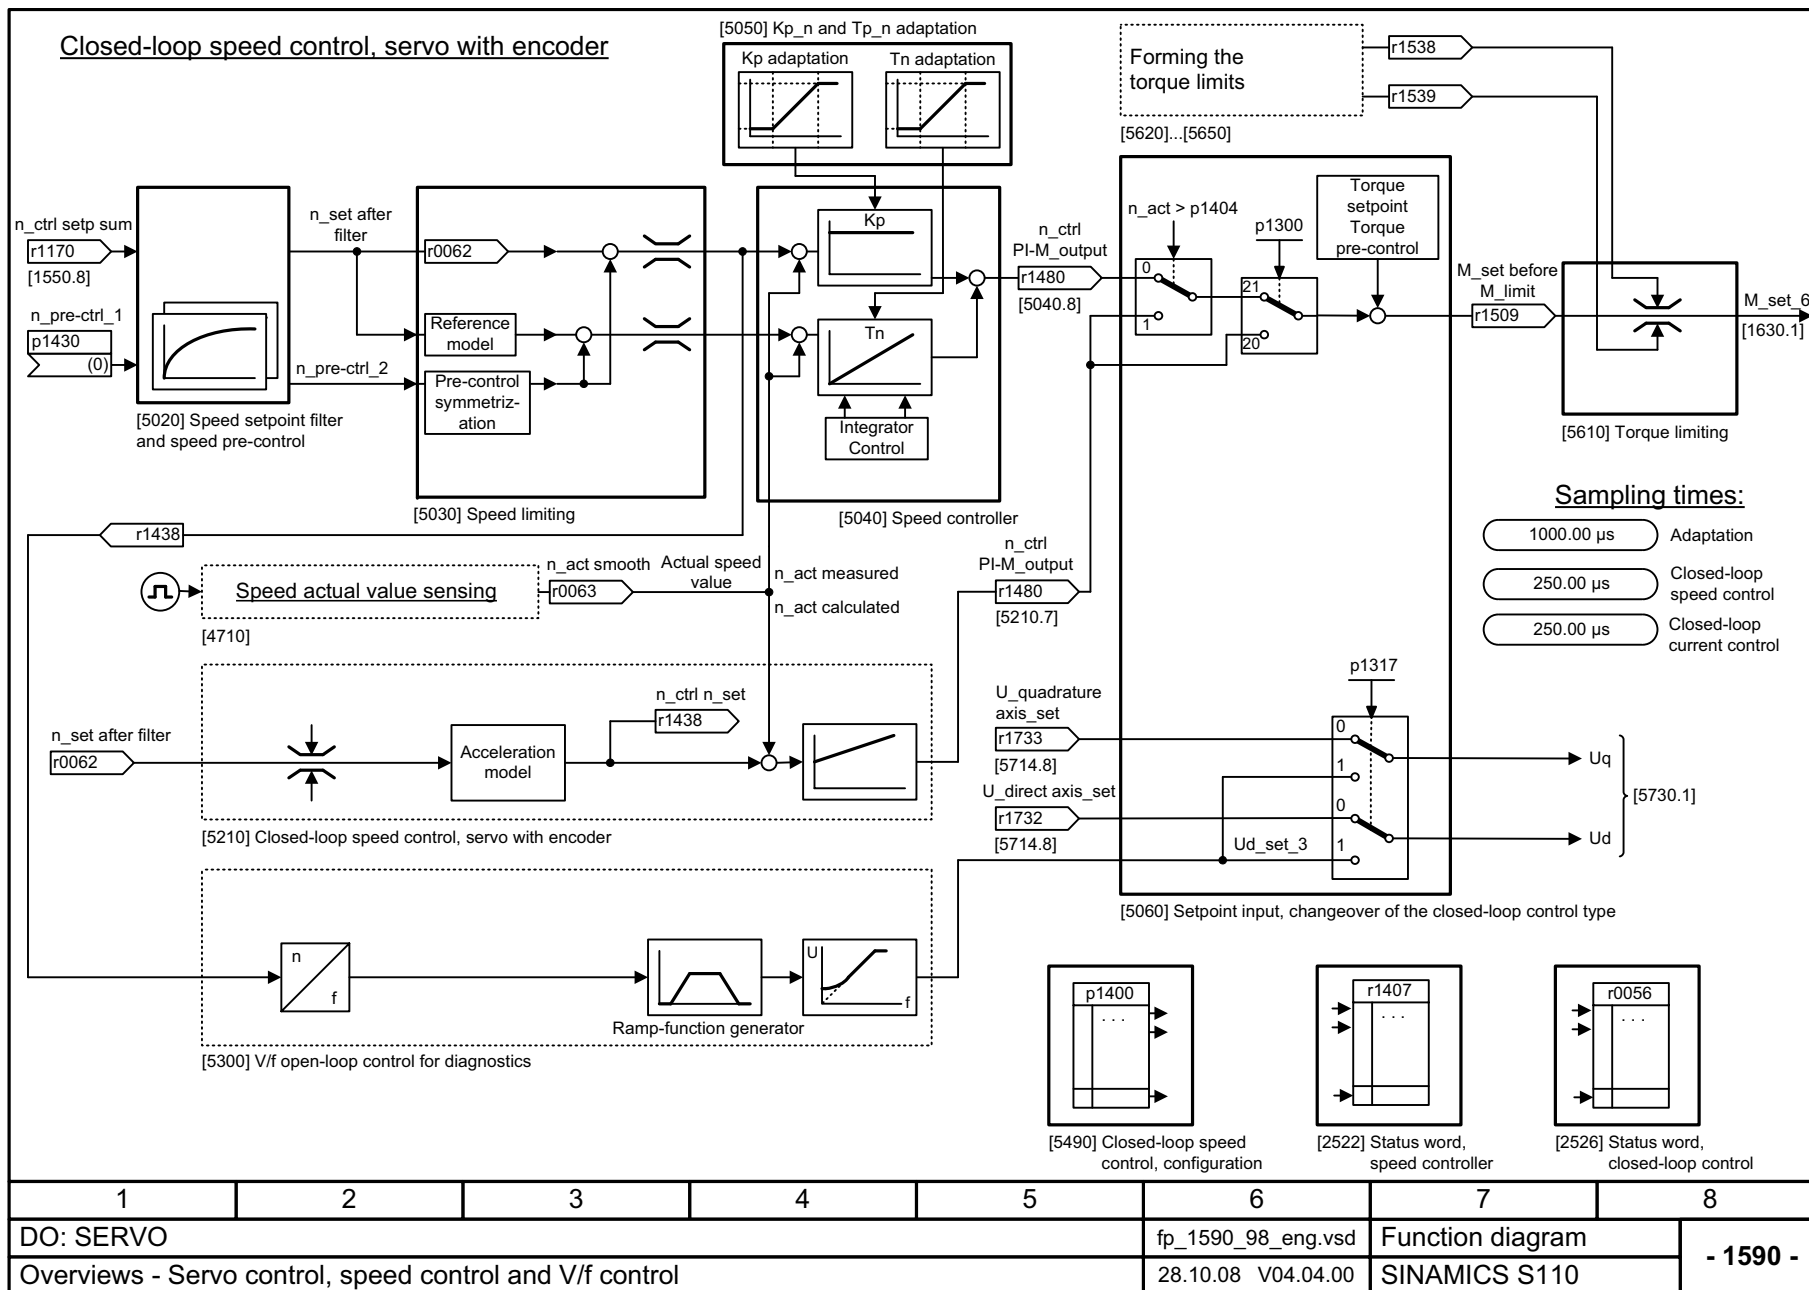 Closed-loop speed control, servo with encoder
[5050] Kp_n and Tp_n adaptation
Kp adaptation
Tn adaptation
Forming the
torque limits
r1538
r1539
[5620]...[5650]
n_ctrl setp sum
r1170
[1550.8]
n_pre-ctrl_1
p1430
(0)
n_set after
filter
n_pre-ctrl_2
[5020] Speed setpoint filter
and speed pre-control
r0062
Reference
model
Pre-control
symmetriz-
ation
[5030] Speed limiting
Kp
Tn
Integrator
Control
[5040] Speed controller
n_ctrl
PI-M_output
r1480
[5040.8]
n_act > p1404
0
1
p1300
21
20
Torque
setpoint
Torque
pre-control
M_set before
M_limit
r1509
M_set_6
[1630.1]
[5610] Torque limiting
Sampling times:
1000.00 µs
Adaptation
250.00 µs
Closed-loop
speed control
250.00 µs
Closed-loop
current control
r1438
Speed actual value sensing
[4710]
n_act smooth
r0063
Actual speed
value
n_act measured
n_act calculated
n_ctrl
PI-M_output
r1480
[5210.7]
n_set after filter
r0062
Acceleration
model
n_ctrl n_set
r1438
[5210] Closed-loop speed control, servo with encoder
U_quadrature
axis_set
r1733
[5714.8]
U_direct axis_set
r1732
[5714.8]
Ud_set_3
p1317
0
1
0
1
Uq
Ud
[5730.1]
[5060] Setpoint input, changeover of the closed-loop control type
n
f
Ramp-function generator
U
f
[5300] V/f open-loop control for diagnostics
p1400
. . .
[5490] Closed-loop speed
control, configuration
r1407
. . .
[2522] Status word,
speed controller
r0056
. . .
[2526] Status word,
closed-loop control
1 2 3 4 5 6 7 8
DO: SERVO
fp_1590_98_eng.vsd
Function diagram
- 1590 -
Overviews - Servo control, speed control and V/f control
28.10.08 V04.04.00
SINAMICS S110